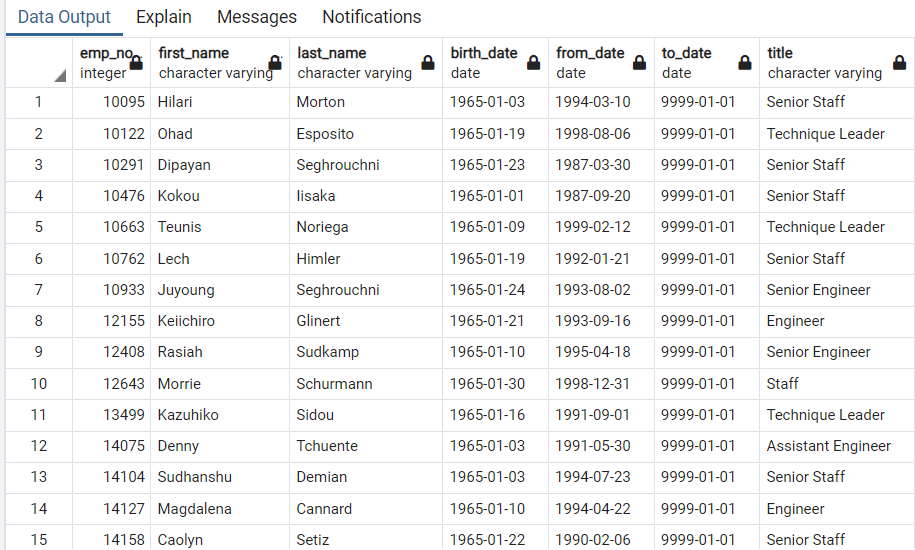 Data Output Explain Messages Notifications
emp_no first_name last_name birth_date from_date to_date title
integer character varying character varying date date date character varying
1 10095 Hilari Morton 1965-01-03 1994-03-10 9999-01-01 Senior Staff
2 10122 Ohad Esposito 1965-01-19 1998-08-06 9999-01-01 Technique Leader
3 10291 Dipayan Seghrouchni 1965-01-23 1987-03-30 9999-01-01 Senior Staff
4 10476 Kokou Iisaka 1965-01-01 1987-09-20 9999-01-01 Senior Staff
5 10663 Teunis Noriega 1965-01-09 1999-02-12 9999-01-01 Technique Leader
6 10762 Lech Himler 1965-01-19 1992-01-21 9999-01-01 Senior Staff
7 10933 Juyoung Seghrouchni 1965-01-24 1993-08-02 9999-01-01 Senior Engineer
8 12155 Keiichiro Glinert 1965-01-21 1993-09-16 9999-01-01 Engineer
9 12408 Rasiah Sudkamp 1965-01-10 1995-04-18 9999-01-01 Senior Engineer
10 12643 Morrie Schurmann 1965-01-30 1998-12-31 9999-01-01 Staff
11 13499 Kazuhiko Sidou 1965-01-16 1991-09-01 9999-01-01 Technique Leader
12 14075 Denny Tchuente 1965-01-03 1991-05-30 9999-01-01 Assistant Engineer
13 14104 Sudhanshu Demian 1965-01-03 1994-07-23 9999-01-01 Senior Staff
14 14127 Magdalena Cannard 1965-01-10 1994-04-22 9999-01-01 Engineer
15 14158 Caolyn Setiz 1965-01-22 1990-02-06 9999-01-01 Senior Staff